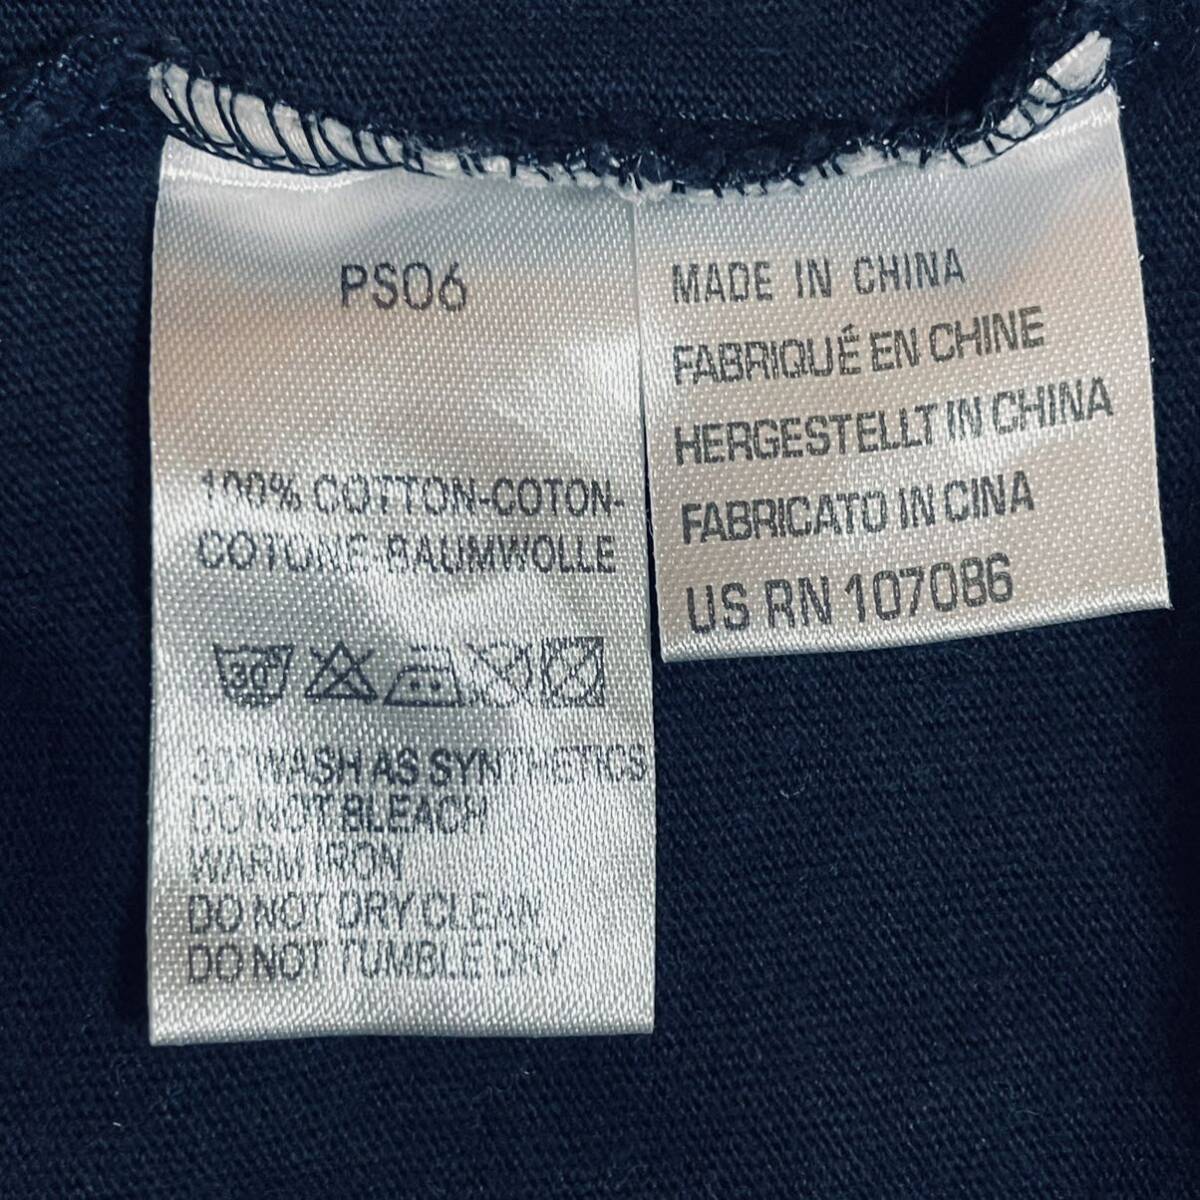 PS06
100% COTTON-COTON-
COTONE-BAUMWOLLE
30°
30° WASH AS SYNTHETICS
DO NOT BLEACH
WARM IRON
DO NOT DRY CLEAN
DO NOT TUMBLE DRY
MADE IN CHINA
FABRIQUÉ EN CHINE
HERGESTELLT IN CHINA
FABRICATO IN CINA
US RN 107086